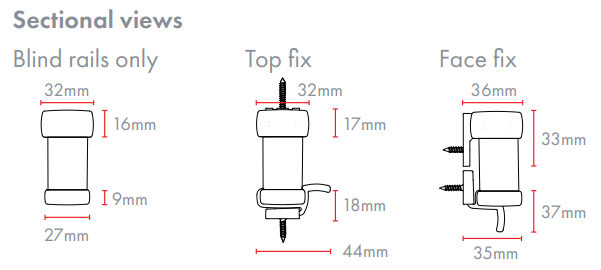 Sectional views
Blind rails only
Top fix
Face fix
32mm
32mm
36mm
16mm
17mm
33mm
9mm
18mm
37mm
27mm
44mm
35mm